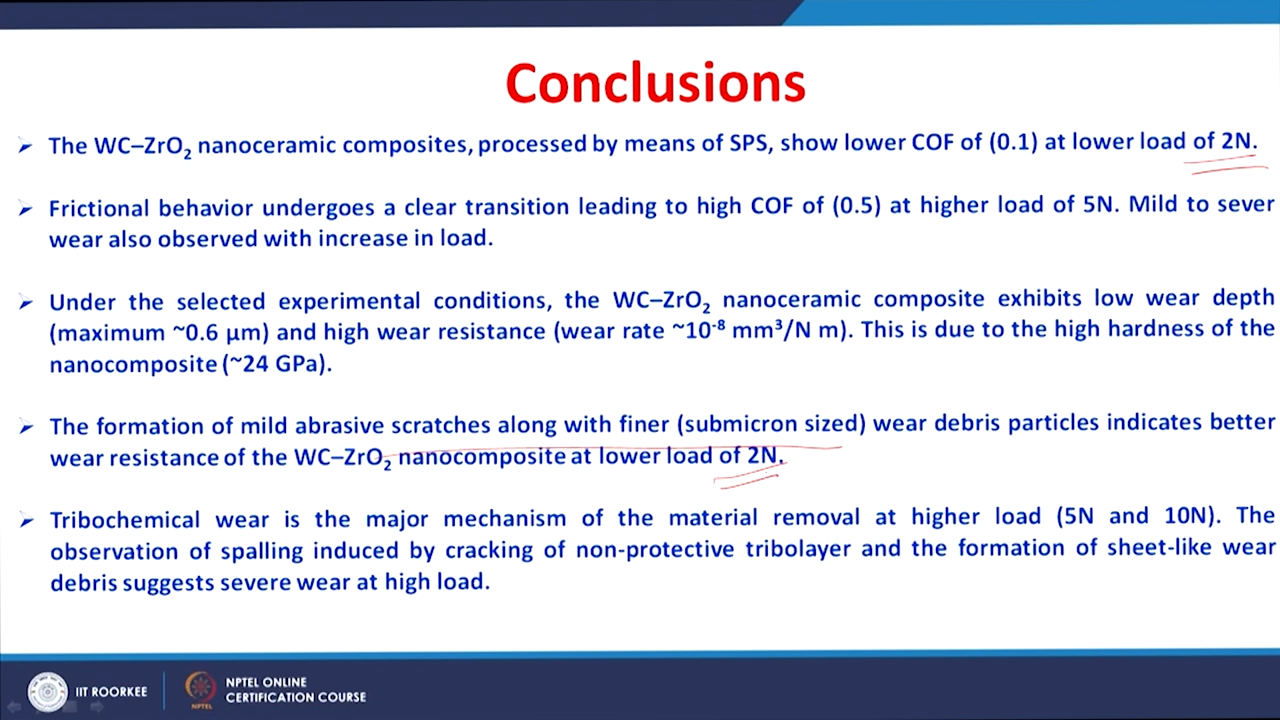 Conclusions
➢ The WC–ZrO₂ nanoceramic composites, processed by means of SPS, show lower COF of (0.1) at lower load of 2N.
➢ Frictional behavior undergoes a clear transition leading to high COF of (0.5) at higher load of 5N. Mild to sever
wear also observed with increase in load.
➢ Under the selected experimental conditions, the WC–ZrO₂ nanoceramic composite exhibits low wear depth
(maximum ~0.6 µm) and high wear resistance (wear rate ~10⁻⁸ mm³/N m). This is due to the high hardness of the
nanocomposite (~24 GPa).
➢ The formation of mild abrasive scratches along with finer (submicron sized) wear debris particles indicates better
wear resistance of the WC–ZrO₂ nanocomposite at lower load of 2N.
➢ Tribochemical wear is the major mechanism of the material removal at higher load (5N and 10N). The
observation of spalling induced by cracking of non-protective tribolayer and the formation of sheet-like wear
debris suggests severe wear at high load.
IIT ROORKEE
NPTEL
NPTEL ONLINE
CERTIFICATION COURSE